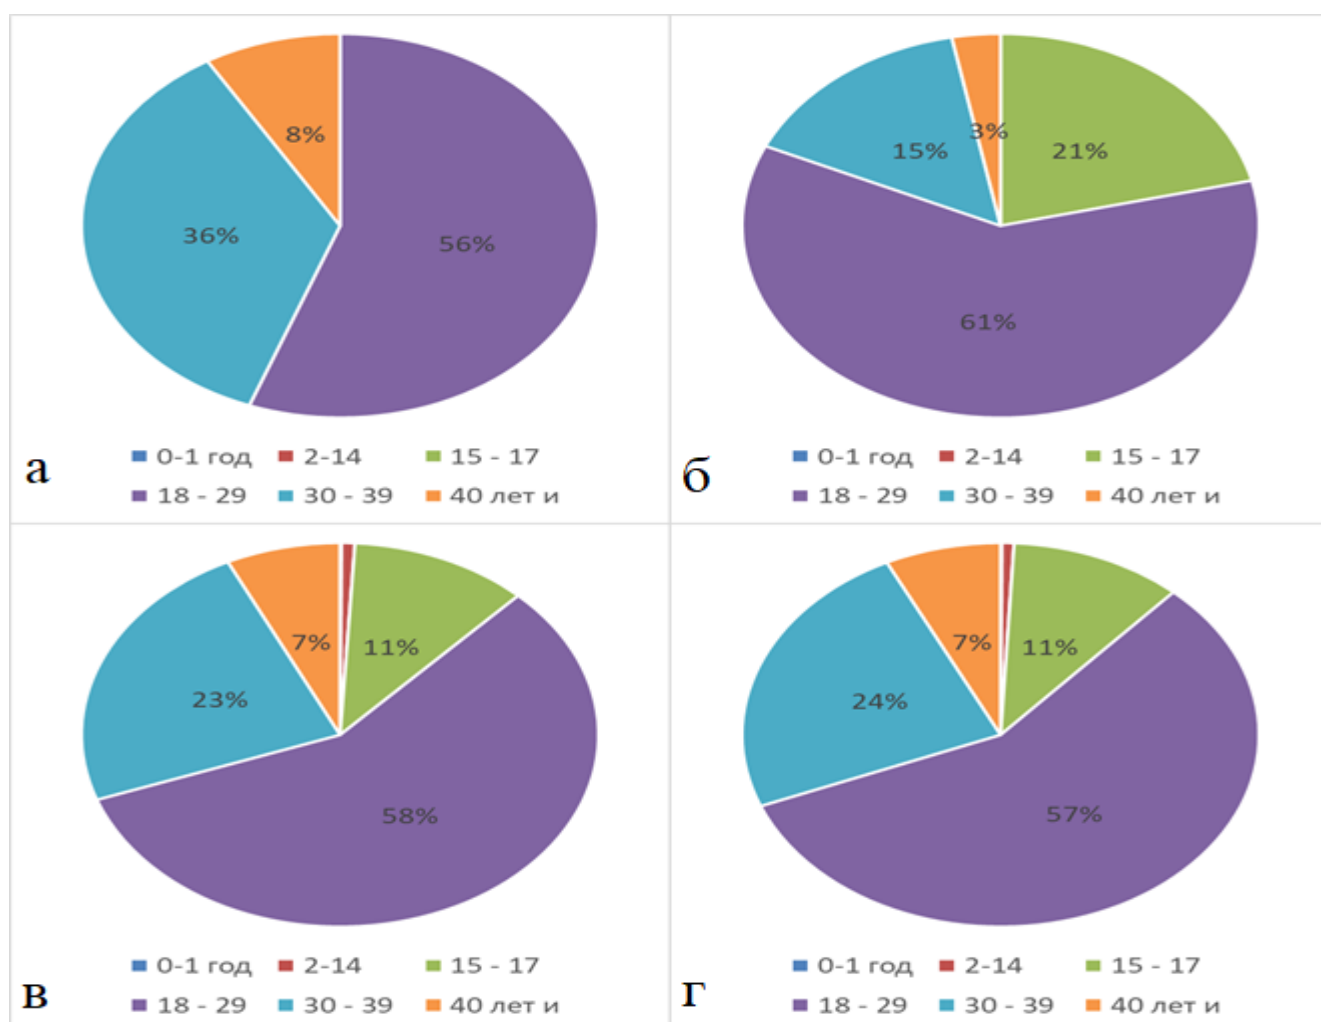 8%
36%
56%
0-1 год 2-14 15 - 17
18 - 29 30 - 39 40 лет и
а
3%
15%
21%
61%
0-1 год 2-14 15 - 17
18 - 29 30 - 39 40 лет и
б
7%
11%
23%
58%
0-1 год 2-14 15 - 17
18 - 29 30 - 39 40 лет и
в
7%
11%
24%
57%
0-1 год 2-14 15 - 17
18 - 29 30 - 39 40 лет и
г